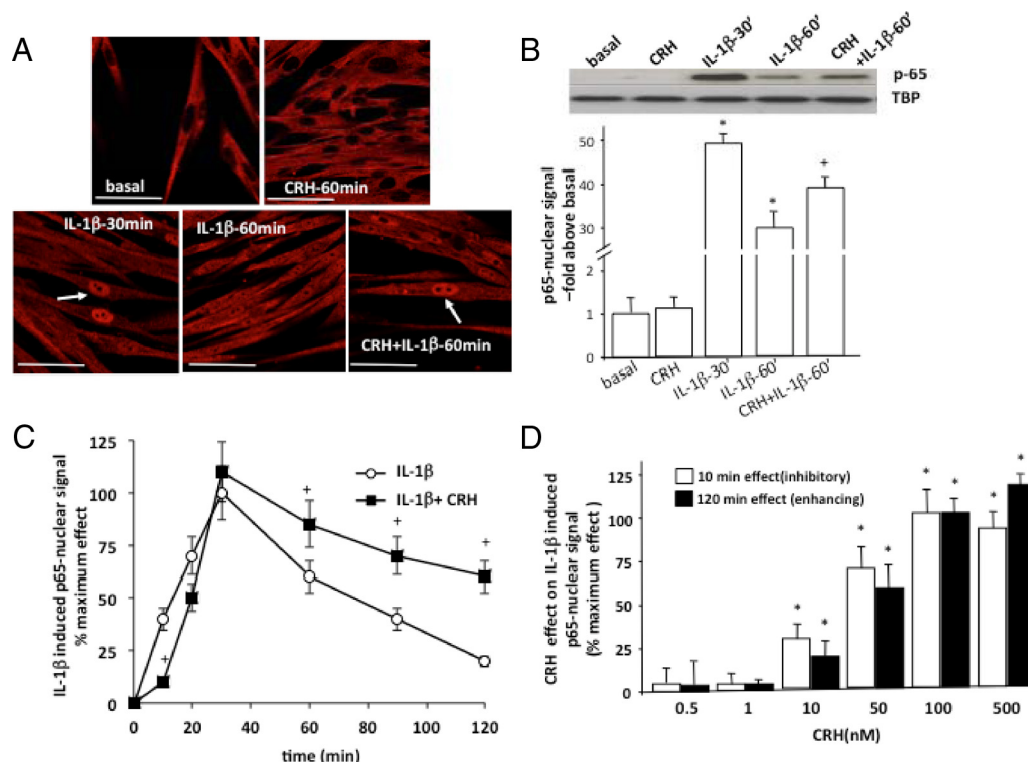 A
basal
CRH-60min
IL-1β-30min
IL-1β-60min
CRH+IL-1β-60min
B
basal
CRH
IL-1β-30'
IL-1β-60'
CRH
+IL-1β-60'
p-65
TBP
p65-nuclear signal
–fold above basal
50
40
30
2
1
0
*
*
+
basal
CRH
IL-1β-30'
IL-1β-60'
CRH+IL-1β-60'
C
IL-1β induced p65-nuclear signal
% maximum effect
125
100
75
50
25
0
IL-1β
IL-1β+ CRH
+
+
+
+
0 20 40 60 80 100 120
time (min)
D
CRH effect on IL-1β induced
p65-nuclear signal
(% maximum effect )
125
100
75
50
25
0
10 min effect(inhibitory)
120 min effect (enhancing)
* * * * * * * *
0.5 1 10 50 100 500
CRH(nM)